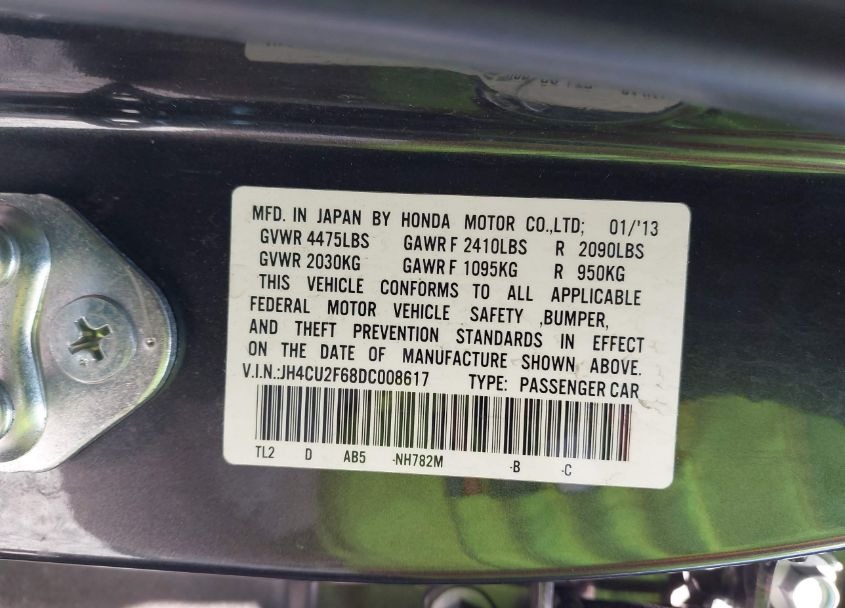 MFD. IN JAPAN BY HONDA MOTOR CO.,LTD; 01/'13
GVWR 4475LBS GAWR F 2410LBS R 2090LBS
GVWR 2030KG GAWR F 1095KG R 950KG
THIS VEHICLE CONFORMS TO ALL APPLICABLE
FEDERAL MOTOR VEHICLE SAFETY ,BUMPER,
AND THEFT PREVENTION STANDARDS IN EFFECT
ON THE DATE OF MANUFACTURE SHOWN ABOVE.
V.I.N.:JH4CU2F68DC008617 TYPE: PASSENGER CAR
TL2 D AB5 -NH782M -B -C